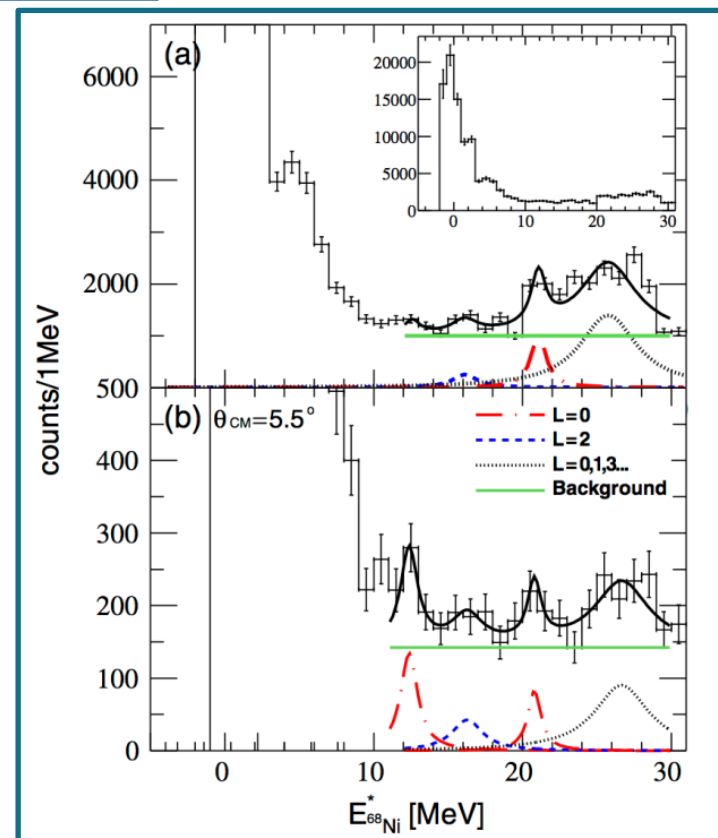 (a)
6000
4000
2000
500
20000
15000
10000
5000
0
0 10 20 30
counts/1MeV
(b) θCM=5.5°
L=0
L=2
L=0,1,3...
Background
400
300
200
100
0
0 10 20 30
E*68Ni [MeV]